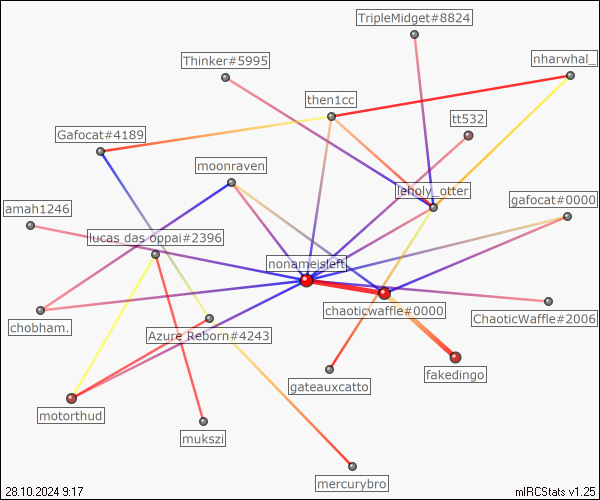 TripleMidget#8824
Thinker#5995
nharwhal_
then1cc
tt532
Gafocat#4189
moonraven
leholy_otter
gafocat#0000
amah1246
lucas das oppai#2396
nonameisleft
chaoticwaffle#0000
ChaoticWaffle#2006
chobham.
Azure Reborn#4243
fakedingo
gateauxcatto
motorthud
mukszi
mercurybro
28.10.2024 9:17
mIRCStats v1.25